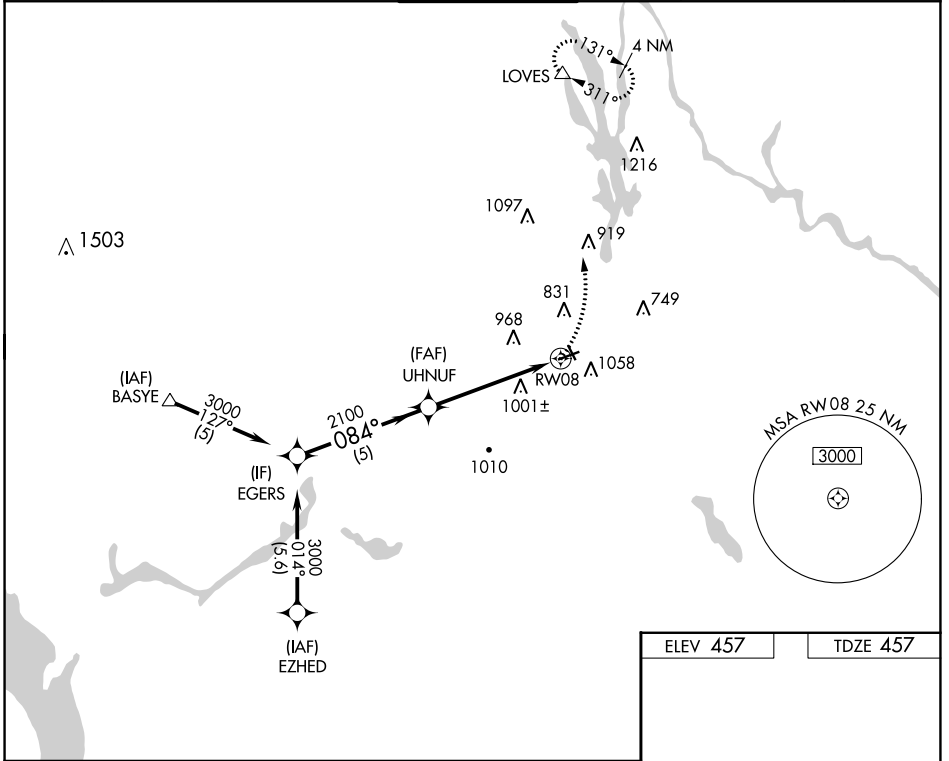 131°
4 NM
LOVES
311°
1216
1097
919
1503
831
749
968
(FAF)
UHNUF
RW08
1058
1001±
(IAF)
BASYE
3000
127°
(5)
2100
084°
(5)
1010
(IF)
EGERS
3000
014°
(5.6)
(IAF)
EZHED
MSA RW08 25 NM
3000
ELEV 457
TDZE 457